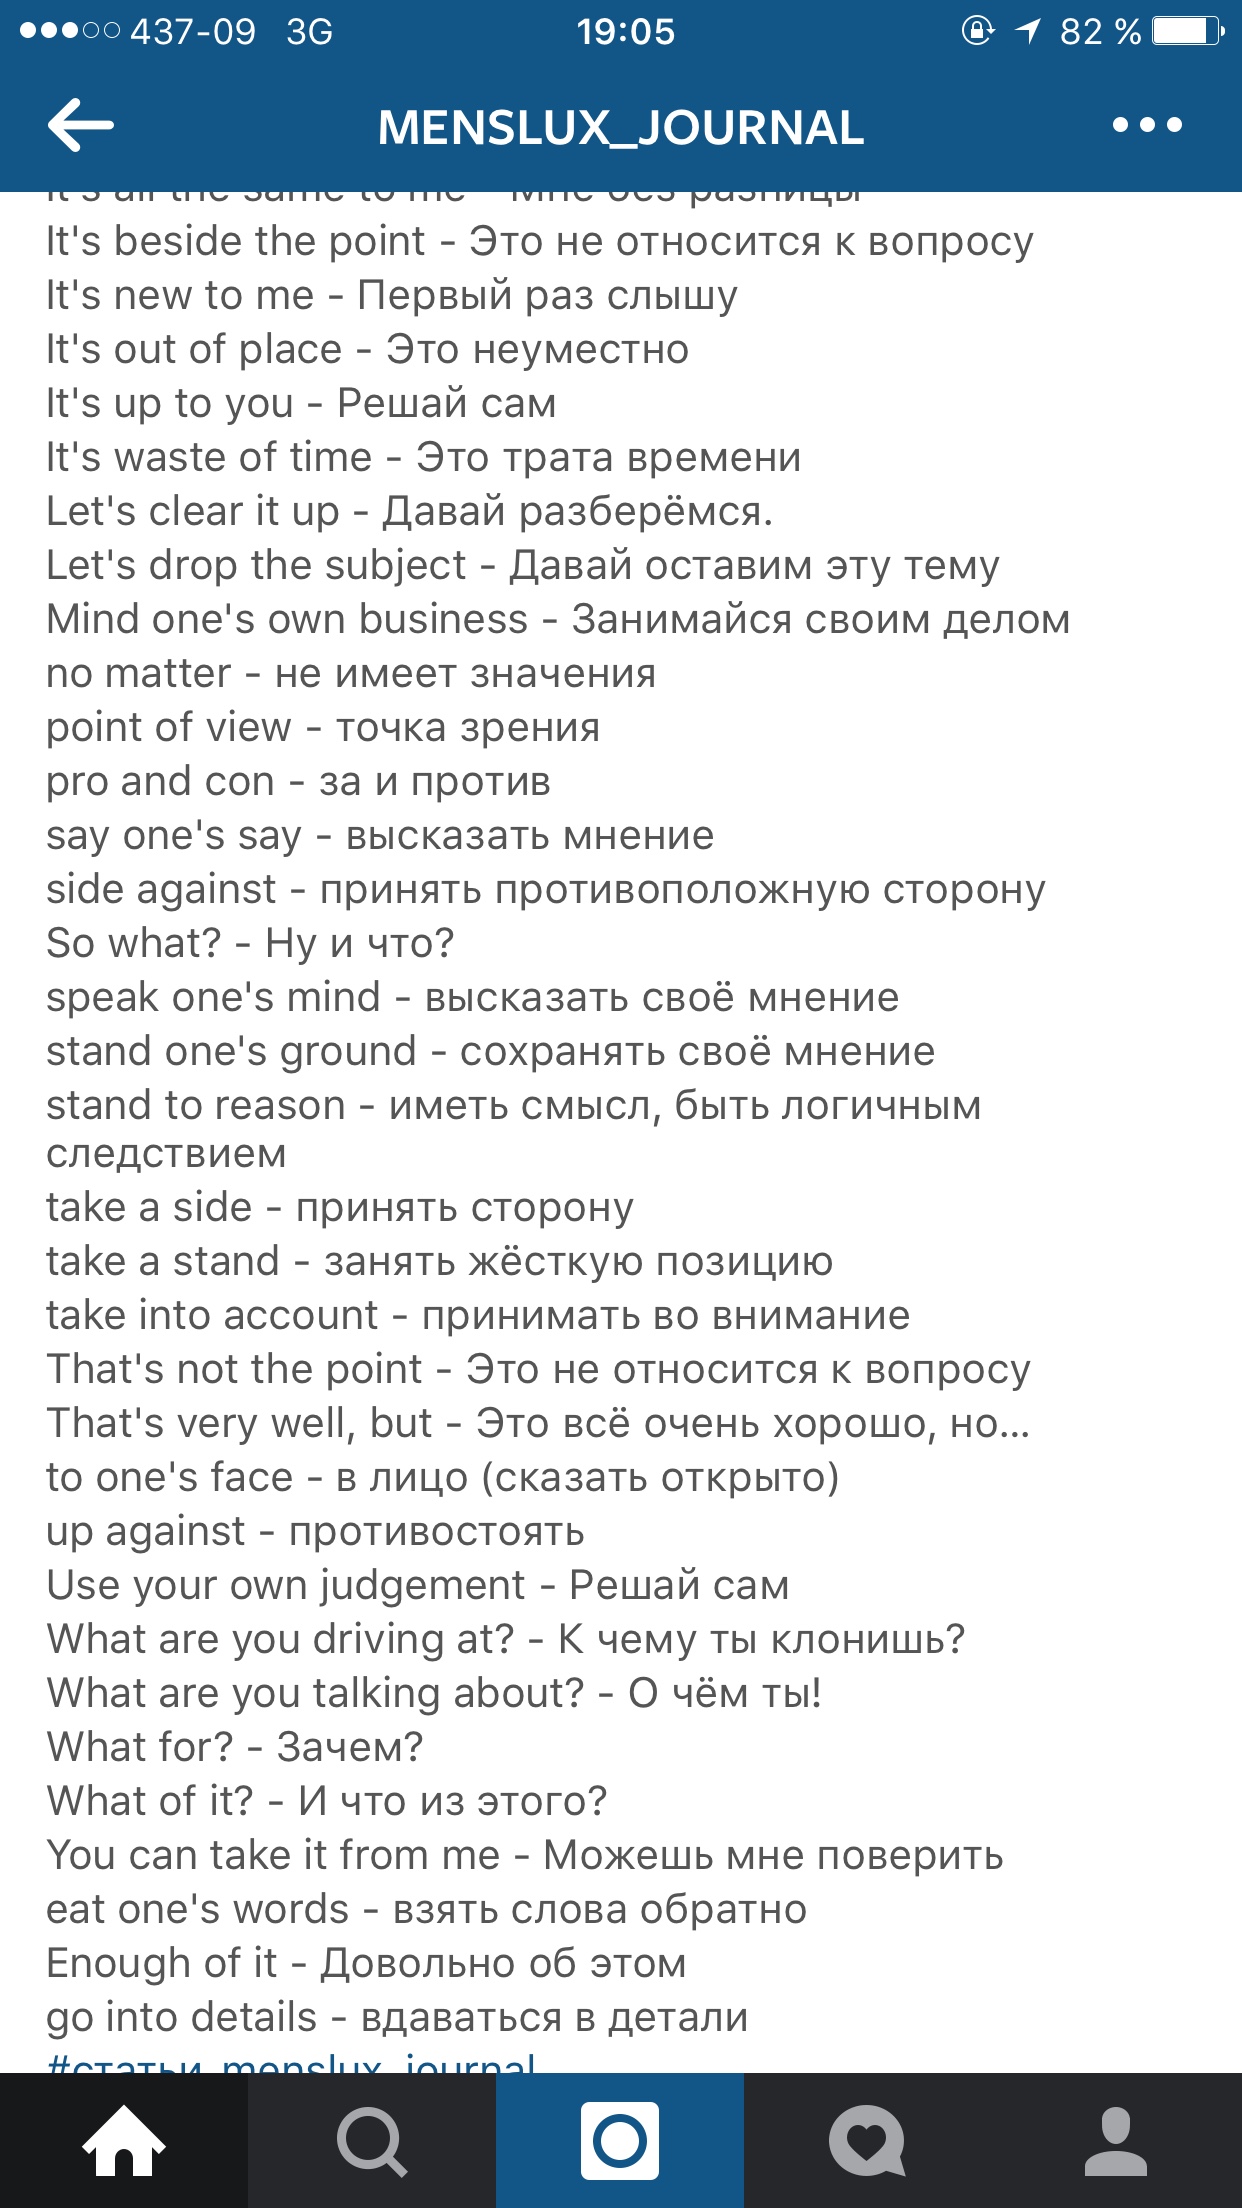 437-09 3G 19:05 82 %
MENSLUX_JOURNAL
It's all the same to me - Мне без разницы
It's beside the point - Это не относится к вопросу
It's new to me - Первый раз слышу
It's out of place - Это неуместно
It's up to you - Решай сам
It's waste of time - Это трата времени
Let's clear it up - Давай разберёмся.
Let's drop the subject - Давай оставим эту тему
Mind one's own business - Занимайся своим делом
no matter - не имеет значения
point of view - точка зрения
pro and con - за и против
say one's say - высказать мнение
side against - принять противоположную сторону
So what? - Ну и что?
speak one's mind - высказать своё мнение
stand one's ground - сохранять своё мнение
stand to reason - иметь смысл, быть логичным
следствием
take a side - принять сторону
take a stand - занять жёсткую позицию
take into account - принимать во внимание
That's not the point - Это не относится к вопросу
That's very well, but - Это всё очень хорошо, но...
to one's face - в лицо (сказать открыто)
up against - противостоять
Use your own judgement - Решай сам
What are you driving at? - К чему ты клонишь?
What are you talking about? - О чём ты!
What for? - Зачем?
What of it? - И что из этого?
You can take it from me - Можешь мне поверить
eat one's words - взять слова обратно
Enough of it - Довольно об этом
go into details - вдаваться в детали
#статьи_menslux_journal